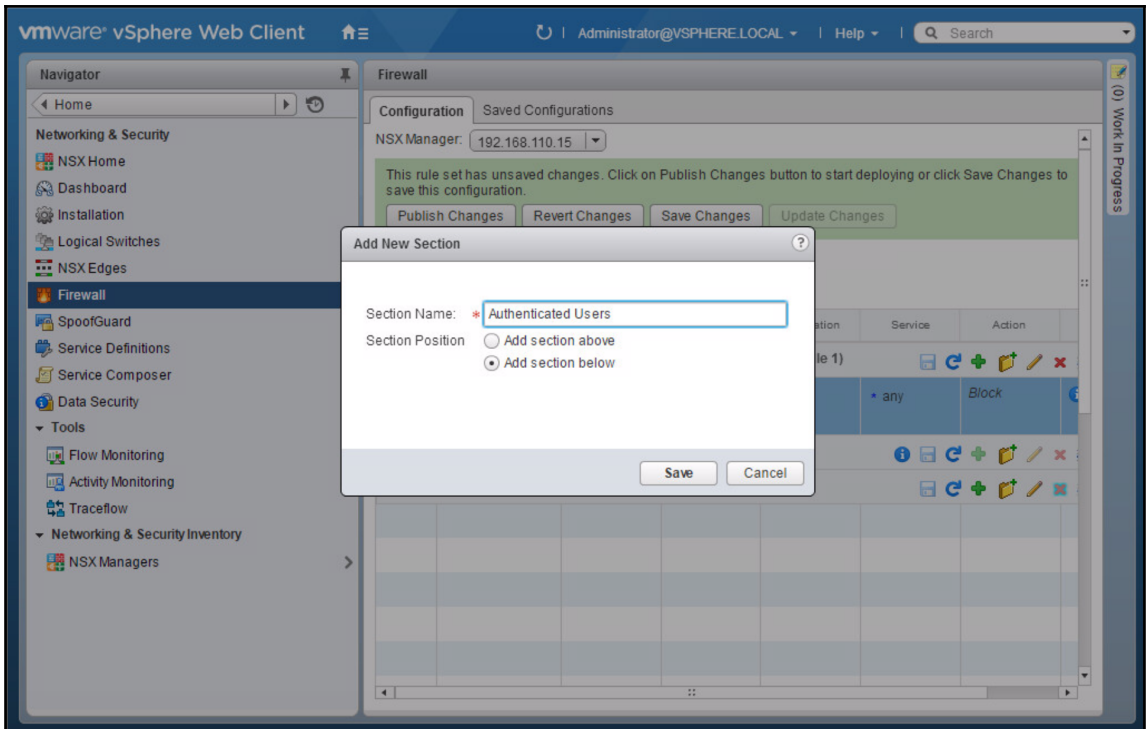 vmware® vSphere Web Client
Administrator@VSPHERE.LOCAL
Help
Search
Navigator
Home
Networking & Security
NSX Home
Dashboard
Installation
Logical Switches
NSX Edges
Firewall
SpoofGuard
Service Definitions
Service Composer
Data Security
Tools
Flow Monitoring
Activity Monitoring
Traceflow
Networking & Security Inventory
NSX Managers
Firewall
Configuration Saved Configurations
NSX Manager: 192.168.110.15
This rule set has unsaved changes. Click on Publish Changes button to start deploying or click Save Changes to
save this configuration.
Publish Changes Revert Changes Save Changes Update Changes
Add New Section
Section Name: * Authenticated Users
Section Position Add section above
Add section below
Save Cancel
ation Service Action
le 1)
any Block
(0) Work In Progress